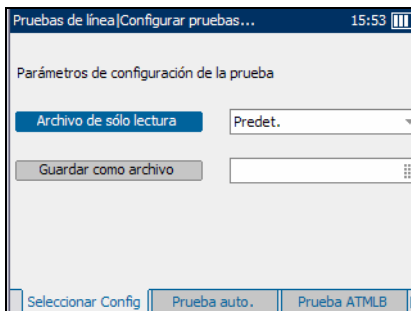 Pruebas de línea|Configurar pruebas... 15:53
Parámetros de configuración de la prueba
Archivo de sólo lectura Predet.
Guardar como archivo
Seleccionar Config Prueba auto. Prueba ATMLB